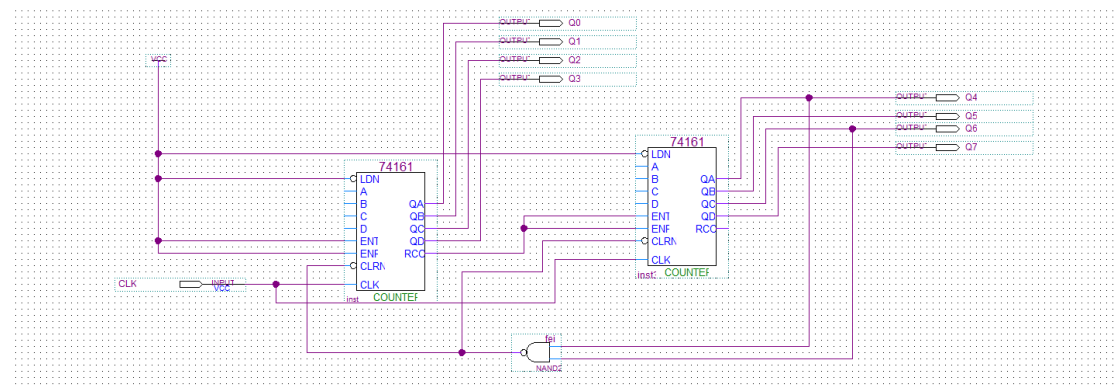 OUTPUT Q0
OUTPUT Q1
VCC
OUTPUT Q2
OUTPUT Q3
OUTPUT Q4
OUTPUT Q5
OUTPUT Q6
OUTPUT Q7
74161
LDN
A
B QA
C QB
D QC
ENT QD
ENP RCO
CLRN
CLK
inst COUNTER
74161
LDN
A
B QA
C QB
D QC
ENT QD
ENP RCO
CLRN
CLK
inst1 COUNTER
CLK INPUT
VCC
fei
NAND2